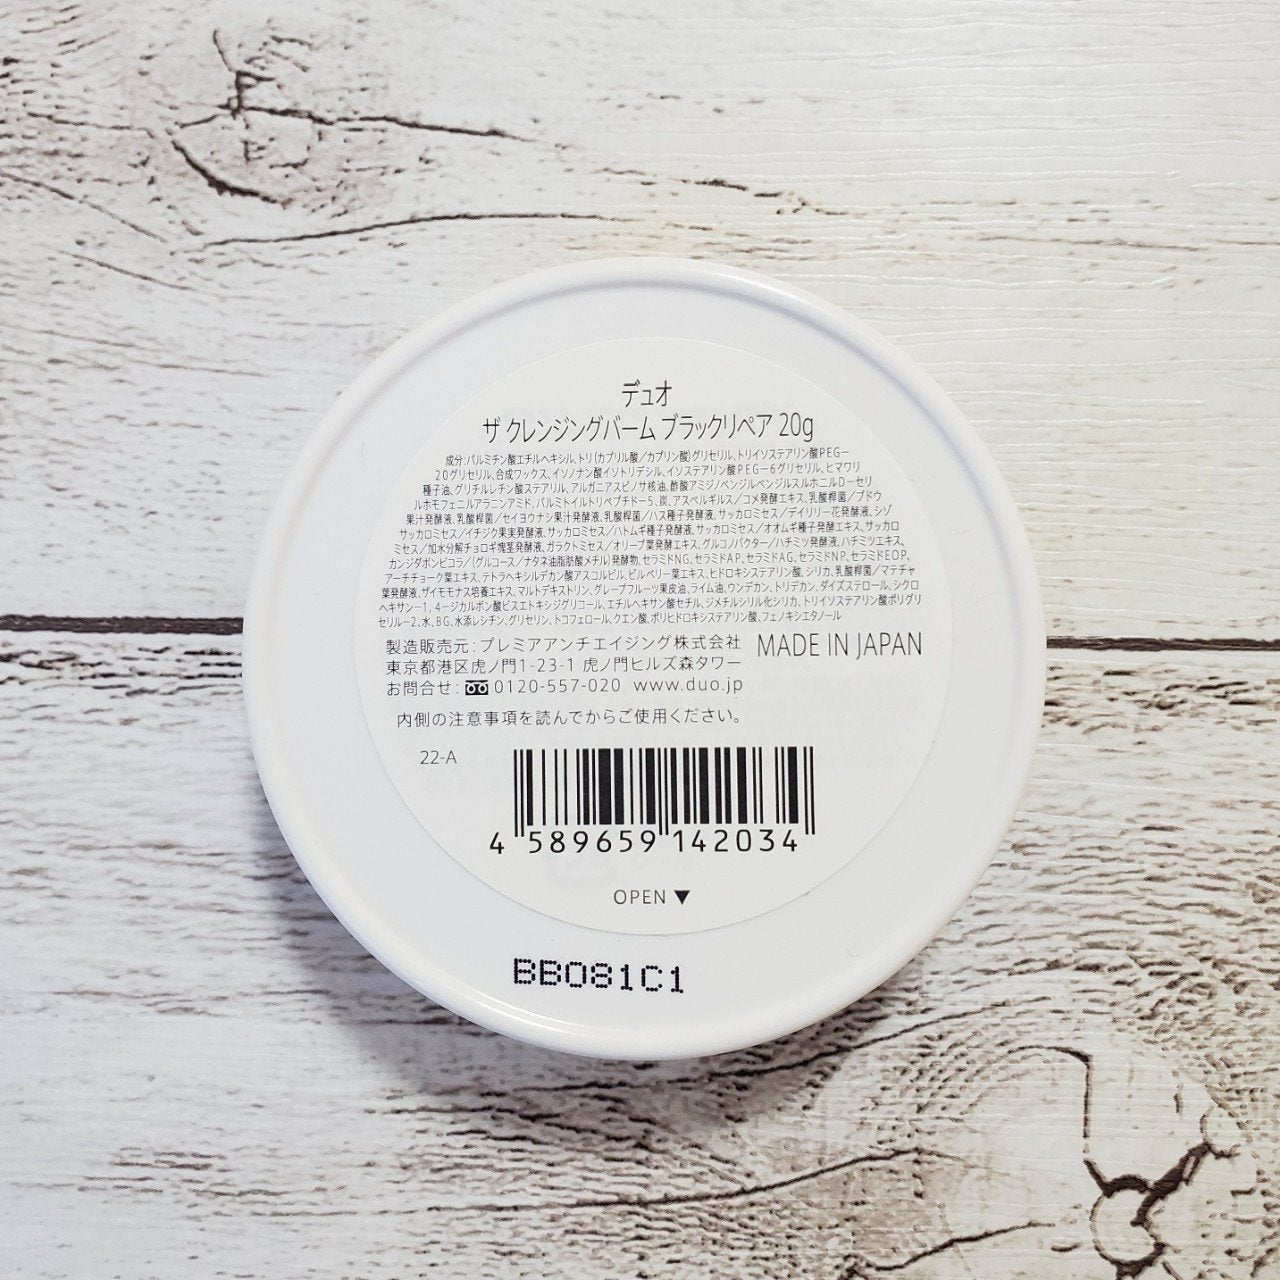 デュオ
ザ クレンジングバーム ブラックリペア 20g
成分:パルミチン酸エチルヘキシル、トリ(カプリル酸/カプリン酸)グリセリル、トリイソステアリン酸PEG-
20グリセリル、合成ワックス、イソノナン酸イソトリデシル、イソステアリン酸PEG-6グリセリル、ヒマワリ
種子油、グリチルレチン酸ステアリル、アルガニアスピノサ核油、酢酸アミジノベンジルベンジルスルホニルD-セリ
ルホモフェニルアラニンアミド、パルミトイルトリペプチド-5、炭、アスペルギルス/コメ発酵エキス、乳酸桿菌/ブドウ
果汁発酵液、乳酸桿菌/セイヨウナシ果汁発酵液、乳酸桿菌/ハス種子発酵液、サッカロミセス/デイリリー花発酵液、シゾ
サッカロミセス/イチジク果実発酵液、サッカロミセス/ハトムギ種子発酵液、サッカロミセス/オオムギ種子発酵エキス、サッカロ
ミセス/加水分解チョロギ塊茎発酵液、ガラクトミセス/オリーブ葉発酵エキス、グルコノバクター/ハチミツ発酵液、ハチミツエキス、
カンジダボンビコラ/(グルコース/ナタネ油脂肪酸メチル)発酵物、セラミドNG、セラミドAP、セラミドAG、セラミドNP、セラミドEOP、
アーチチョーク葉エキス、テトラヘキシルデカン酸アスコルビル、ビルベリー葉エキス、ヒドロキシステアリン酸、シリカ、乳酸桿菌/マテチャ
葉発酵液、ザイモモナス培養エキス、マルトデキストリン、グレープフルーツ果皮油、ライム油、ウンデカン、トリデカン、ダイズステロール、シクロ
ヘキサン-1,4-ジカルボン酸ビスエトキシジグリコール、エチルヘキサン酸セチル、ジメチルシリル化シリカ、トリイソステアリン酸ポリグリ
セリル-2、水、BG、水添レシチン、グリセリン、トコフェロール、クエン酸、ポリヒドロキシステアリン酸、フェノキシエタノール
製造販売元:プレミアアンチエイジング株式会社 MADE IN JAPAN
東京都港区虎ノ門1-23-1 虎ノ門ヒルズ森タワー
お問合せ: 0120-557-020 www.duo.jp
内側の注意事項を読んでからご使用ください。
22-A
4 589659 142034
OPEN ▼
BB081C1